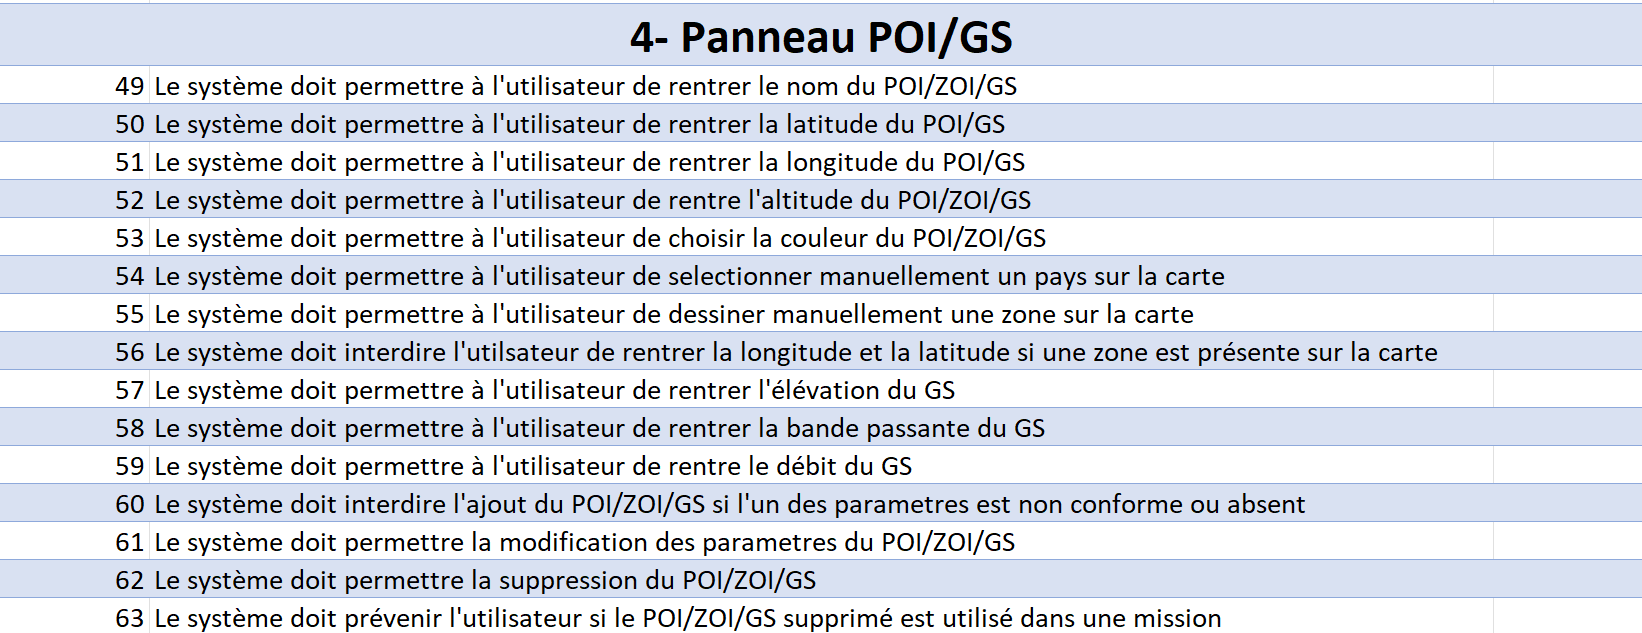 4- Panneau POI/GS
49 Le système doit permettre à l'utilisateur de rentrer le nom du POI/ZOI/GS
50 Le système doit permettre à l'utilisateur de rentrer la latitude du POI/GS
51 Le système doit permettre à l'utilisateur de rentrer la longitude du POI/GS
52 Le système doit permettre à l'utilisateur de rentre l'altitude du POI/ZOI/GS
53 Le système doit permettre à l'utilisateur de choisir la couleur du POI/ZOI/GS
54 Le système doit permettre à l'utilisateur de selectionner manuellement un pays sur la carte
55 Le système doit permettre à l'utilisateur de dessiner manuellement une zone sur la carte
56 Le système doit interdire l'utilsateur de rentrer la longitude et la latitude si une zone est présente sur la carte
57 Le système doit permettre à l'utilisateur de rentrer l'élévation du GS
58 Le système doit permettre à l'utilisateur de rentrer la bande passante du GS
59 Le système doit permettre à l'utilisateur de rentre le débit du GS
60 Le système doit interdire l'ajout du POI/ZOI/GS si l'un des parametres est non conforme ou absent
61 Le système doit permettre la modification des parametres du POI/ZOI/GS
62 Le système doit permettre la suppression du POI/ZOI/GS
63 Le système doit prévenir l'utilisateur si le POI/ZOI/GS supprimé est utilisé dans une mission